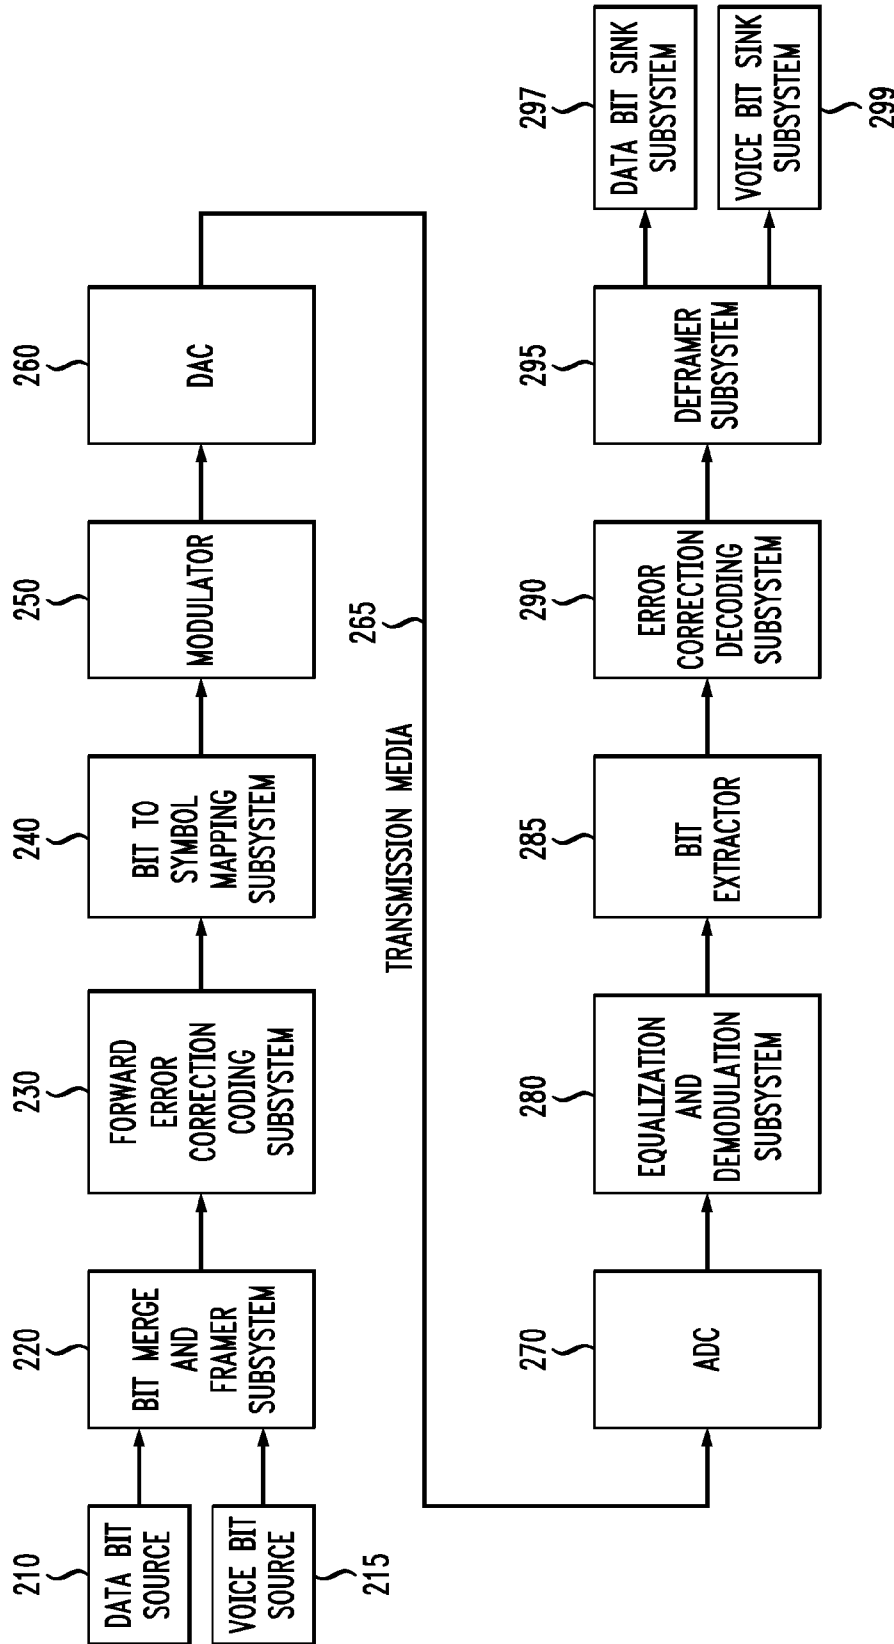 210
DATA BIT
SOURCE
VOICE BIT
SOURCE
215
220
BIT MERGE
AND
FRAMER
SUBSYSTEM
230
FORWARD
ERROR
CORRECTION
CODING
SUBSYSTEM
240
BIT TO
SYMBOL
MAPPING
SUBSYSTEM
250
MODULATOR
260
DAC
TRANSMISSION MEDIA
265
270
ADC
280
EQUALIZATION
AND
DEMODULATION
SUBSYSTEM
285
BIT
EXTRACTOR
290
ERROR
CORRECTION
DECODING
SUBSYSTEM
295
DEFRAMER
SUBSYSTEM
297
DATA BIT SINK
SUBSYSTEM
VOICE BIT SINK
SUBSYSTEM
299